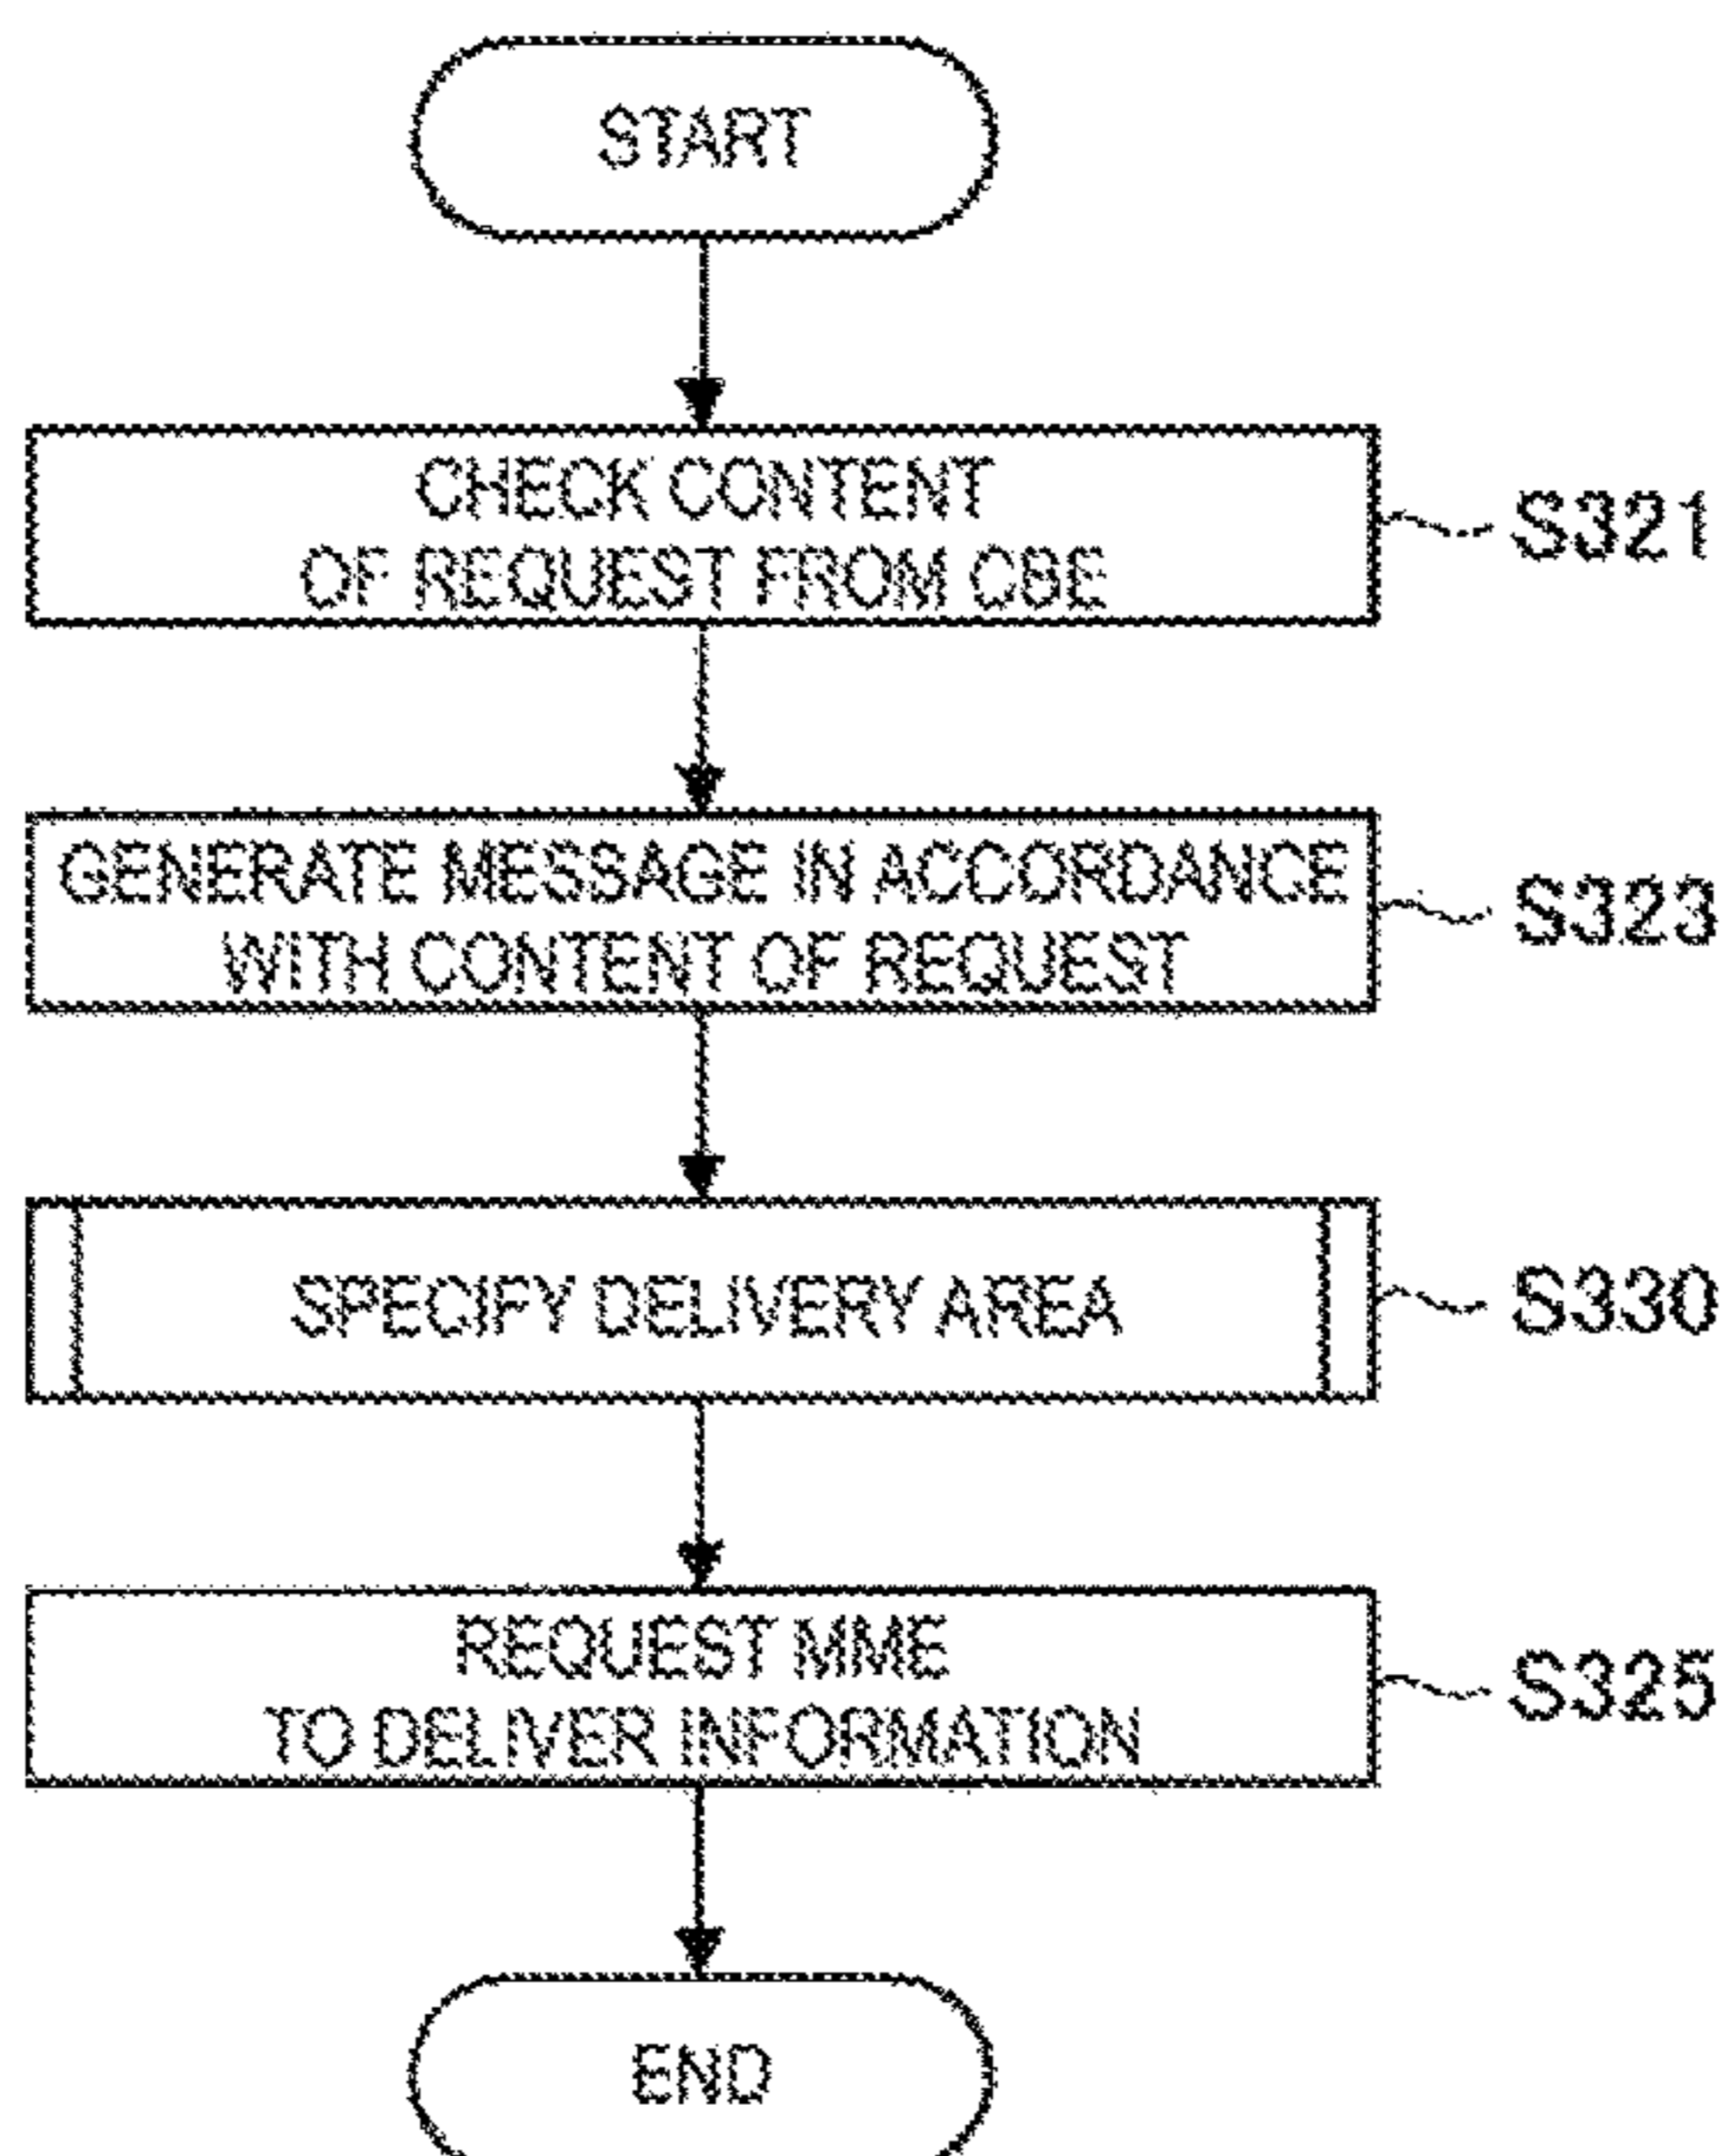 START
CHECK CONTENT
OF REQUEST FROM CBE
S321
GENERATE MESSAGE IN ACCORDANCE
WITH CONTENT OF REQUEST
S323
SPECIFY DELIVERY AREA
S330
REQUEST MME
TO DELIVER INFORMATION
S325
END